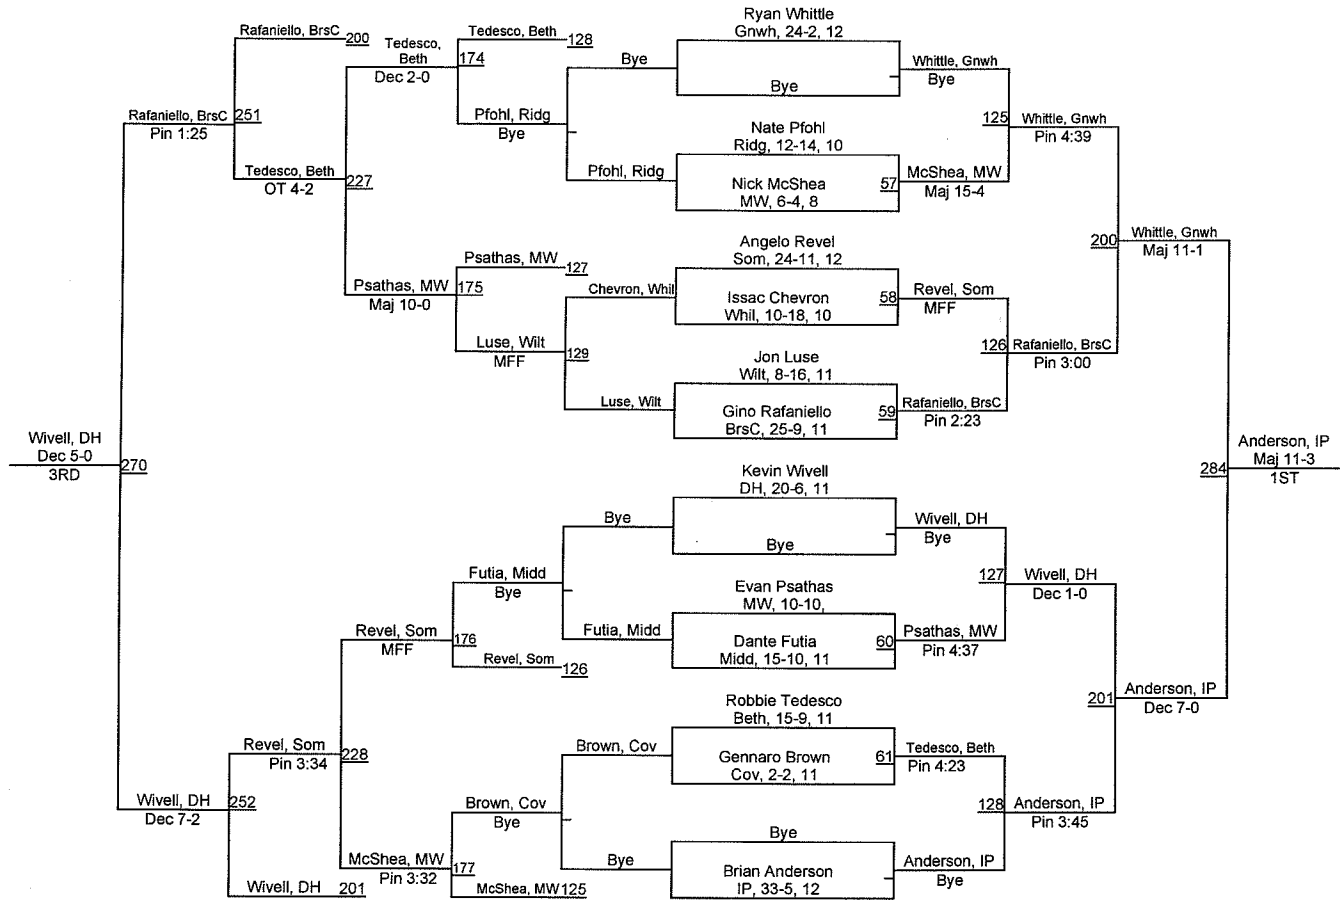 Ryan Whittle
Gnwh, 24-2, 12
Bye
Bye
Whittle, Gnwh
Bye
Nate Pfohl
Ridg, 12-14, 10
Nick McShea
MW, 6-4, 8
57
Pfohl, Ridg
McShea, MW
Maj 15-4
125
Whittle, Gnwh
Pin 4:39
Angelo Revel
Som, 24-11, 12
Issac Chevron
Whil, 10-18, 10
58
Chevron, Whil
Revel, Som
MFF
Jon Luse
Wilt, 8-16, 11
Gino Rafaniello
BrsC, 25-9, 11
59
Luse, Wilt
Rafaniello, BrsC
Pin 2:23
126
Rafaniello, BrsC
Pin 3:00
200
Whittle, Gnwh
Maj 11-1
Kevin Wivell
DH, 20-6, 11
Bye
Bye
Wivell, DH
Bye
Evan Psathas
MW, 10-10,
Dante Futia
Midd, 15-10, 11
60
Futia, Midd
Psathas, MW
Pin 4:37
127
Wivell, DH
Dec 1-0
Robbie Tedesco
Beth, 15-9, 11
Gennaro Brown
Cov, 2-2, 11
61
Brown, Cov
Tedesco, Beth
Pin 4:23
Bye
Brian Anderson
IP, 33-5, 12
Bye
Anderson, IP
Bye
128
Anderson, IP
Pin 3:45
201
Anderson, IP
Dec 7-0
284
Anderson, IP
Maj 11-3
1ST
Rafaniello, BrsC
200
Tedesco,
Beth
Dec 2-0
Tedesco, Beth
128
174
Pfohl, Ridg
Bye
Rafaniello, BrsC
Pin 1:25
251
Tedesco, Beth
OT 4-2
227
Psathas, MW
Maj 10-0
Psathas, MW
127
175
Luse, Wilt
MFF
129
Wivell, DH
Dec 5-0
3RD
270
Futia, Midd
Bye
Revel, Som
MFF
176
Revel, Som
126
Revel, Som
Pin 3:34
228
Wivell, DH
Dec 7-2
252
Brown, Cov
Bye
McShea, MW
Pin 3:32
177
McShea, MW
125
Wivell, DH
201